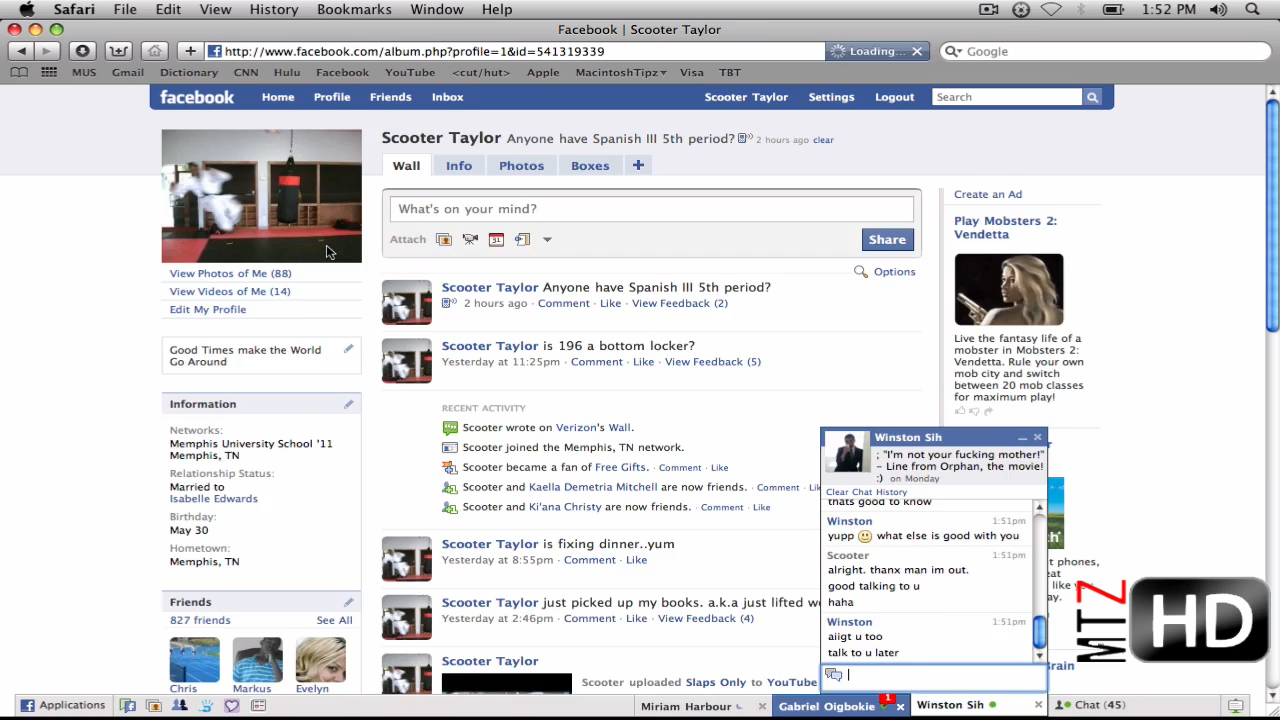 Safari File Edit View History Bookmarks Window Help 1:52 PM
Facebook | Scooter Taylor
http://www.facebook.com/album.php?profile=1&id=541319339 Loading... Google
MUS Gmail Dictionary CNN Hulu Facebook YouTube <cut/hut> Apple MacintoshTipz Visa TBT
facebook Home Profile Friends Inbox Scooter Taylor Settings Logout Search
Scooter Taylor Anyone have Spanish III 5th period? 2 hours ago clear
Wall Info Photos Boxes +
What's on your mind?
Attach 31 Share
Options
View Photos of Me (88)
View Videos of Me (14)
Edit My Profile
Good Times make the World
Go Around
Information
Networks:
Memphis University School '11
Memphis, TN
Relationship Status:
Married to
Isabelle Edwards
Birthday:
May 30
Hometown:
Memphis, TN
Friends
827 friends See All
Chris Markus Evelyn
Scooter Taylor Anyone have Spanish III 5th period?
2 hours ago · Comment · Like · View Feedback (2)
Scooter Taylor is 196 a bottom locker?
Yesterday at 11:25pm · Comment · Like · View Feedback (5)
RECENT ACTIVITY
Scooter wrote on Verizon's Wall.
Scooter joined the Memphis, TN network.
Scooter became a fan of Free Gifts. · Comment · Like
Scooter and Kaella Demetria Mitchell are now friends. · Comment · Lik
Scooter and Ki'ana Christy are now friends. · Comment · Like
Scooter Taylor is fixing dinner..yum
Yesterday at 8:55pm · Comment · Like
Scooter Taylor just picked up my books. a.k.a just lifted w
Yesterday at 2:46pm · Comment · Like · View Feedback (4)
Scooter Taylor
Scooter uploaded Slaps Only to YouTube
Create an Ad
Play Mobsters 2:
Vendetta
Live the fantasy life of a
mobster in Mobsters 2:
Vendetta. Rule your own
mob city and switch
between 20 mob classes
for maximum play!
Winston Sih
; "I'm not your fucking mother!"
– Line from Orphan, the movie!
:) on Monday
Clear Chat History
thats good to know
Winston 1:51pm
yupp what else is good with you
Scooter 1:51pm
alright. thanx man im out.
good talking to u
haha
Winston 1:51pm
aiigt u too
talk to u later
phones,
eat
like
Brain
MTZ HD
Applications Miriam Harbour Gabriel Oigbokie 1 Winston Sih Chat (45)